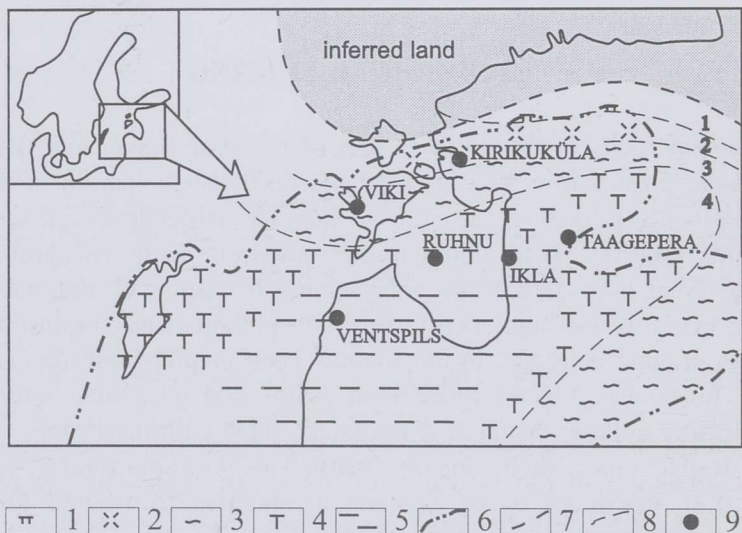 inferred land
1
2
3
4
KIRIKUKÜLA
VIKI
RUHNU
TAAGEPERA
IKLA
VENTSPILS
1 2 3 4 5 6 7 8 9